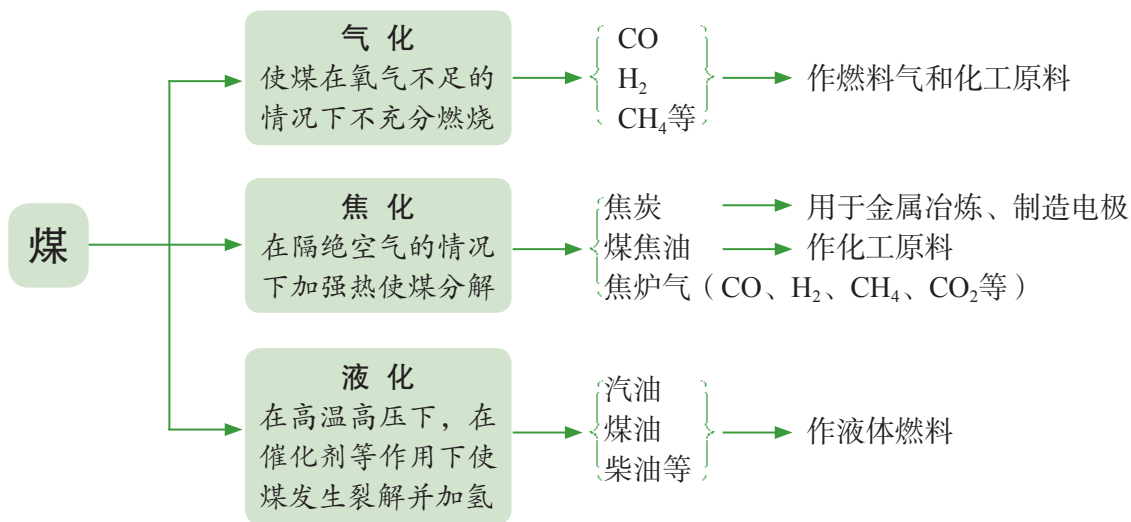 煤
气 化
使煤在氧气不足的
情况下不充分燃烧
CO
H₂
CH₄等
作燃料气和化工原料
焦 化
在隔绝空气的情况
下加强热使煤分解
焦炭
用于金属冶炼、制造电极
煤焦油
作化工原料
焦炉气（CO、H₂、CH₄、CO₂等）
液 化
在高温高压下，在
催化剂等作用下使
煤发生裂解并加氢
汽油
煤油
柴油等
作液体燃料